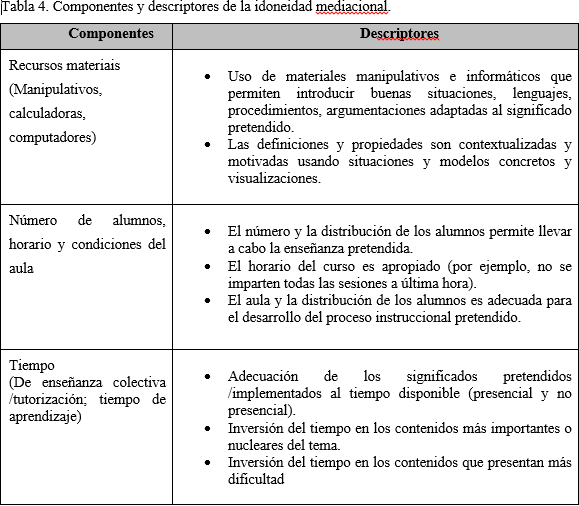 Tabla 4. Componentes y descriptores de la idoneidad mediacional.
Componentes
Descriptores
Recursos materiales
(Manipulativos,
calculadoras,
computadores)
• Uso de materiales manipulativos e informáticos que
permiten introducir buenas situaciones, lenguajes,
procedimientos, argumentaciones adaptadas al significado
pretendido.
• Las definiciones y propiedades son contextualizadas y
motivadas usando situaciones y modelos concretos y
visualizaciones.
Número de alumnos,
horario y condiciones del
aula
• El número y la distribución de los alumnos permite llevar
a cabo la enseñanza pretendida.
• El horario del curso es apropiado (por ejemplo, no se
imparten todas las sesiones a última hora).
• El aula y la distribución de los alumnos es adecuada para
el desarrollo del proceso instruccional pretendido.
Tiempo
(De enseñanza colectiva
/tutorización; tiempo de
aprendizaje)
• Adecuación de los significados pretendidos
/implementados al tiempo disponible (presencial y no
presencial).
• Inversión del tiempo en los contenidos más importantes o
nucleares del tema.
• Inversión del tiempo en los contenidos que presentan más
dificultad